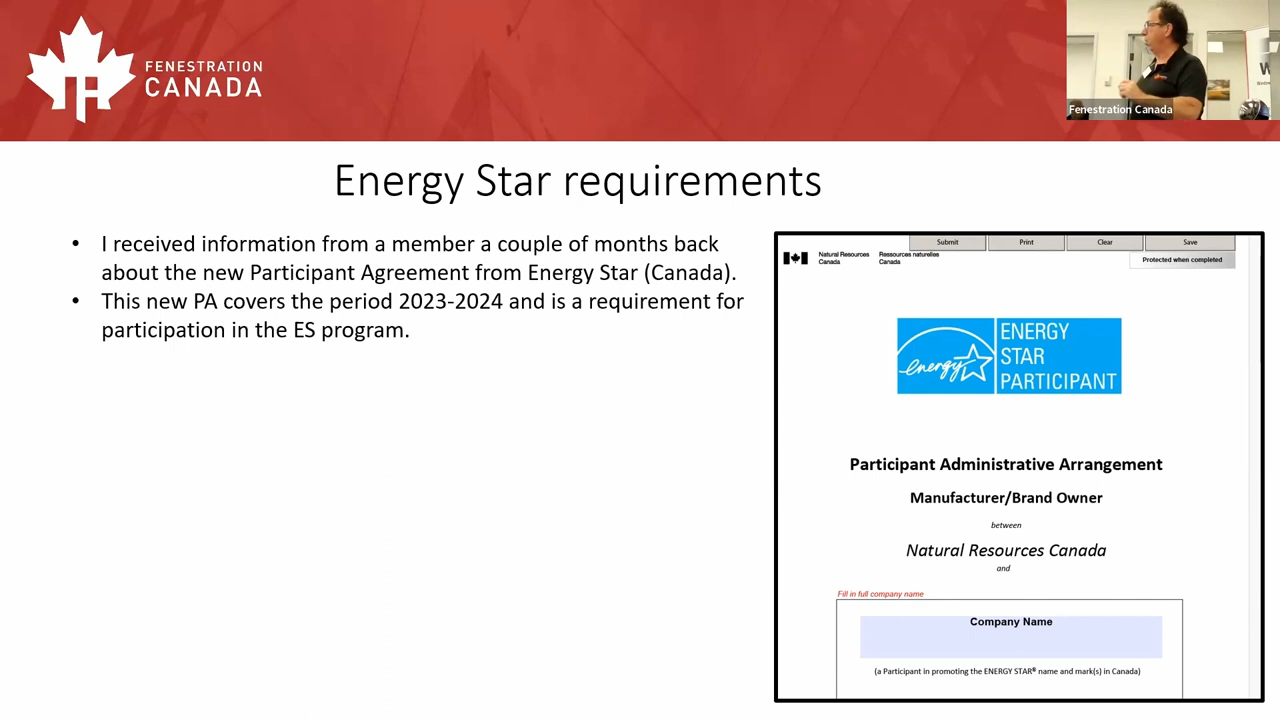 FENESTRATION
CANADA
Fenestration Canada
Energy Star requirements
• I received information from a member a couple of months back
about the new Participant Agreement from Energy Star (Canada).
• This new PA covers the period 2023-2024 and is a requirement for
participation in the ES program.
Submit Print Clear Save
Natural Resources Ressources naturelles
Canada Canada
Protected when completed
energy
ENERGY
STAR
PARTICIPANT
Participant Administrative Arrangement
Manufacturer/Brand Owner
between
Natural Resources Canada
and
Fill in full company name
Company Name
(a Participant in promoting the ENERGY STAR® name and mark(s) in Canada)